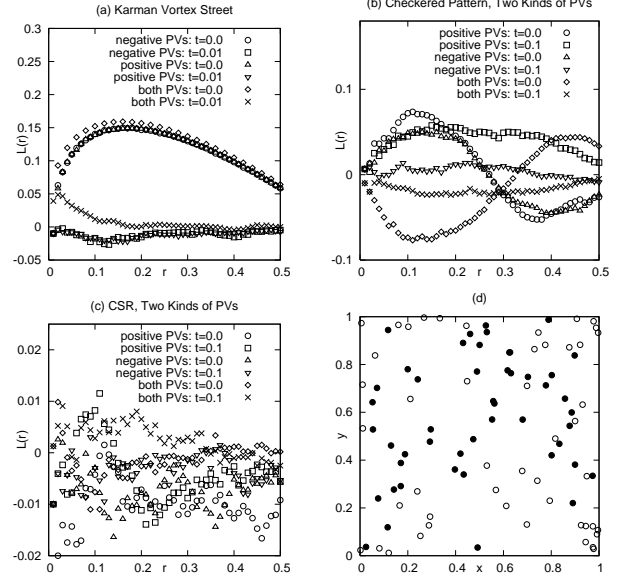 (a) Karman Vortex Street
0.3
0.25
0.2
0.15
0.1
0.05
0
-0.05
L(r)
negative PVs: t=0.0
negative PVs: t=0.01
positive PVs: t=0.0
positive PVs: t=0.01
both PVs: t=0.0
both PVs: t=0.01
0 0.1 r 0.2 0.3 0.4 0.5
(b) Checkered Pattern, Two Kinds of PVs
0.1
0
-0.1
L(r)
positive PVs: t=0.0
positive PVs: t=0.1
negative PVs: t=0.0
negative PVs: t=0.1
both PVs: t=0.0
both PVs: t=0.1
0 0.1 0.2 r 0.3 0.4 0.5
(c) CSR, Two Kinds of PVs
0.02
0.01
0
-0.01
-0.02
L(r)
positive PVs: t=0.0
positive PVs: t=0.1
negative PVs: t=0.0
negative PVs: t=0.1
both PVs: t=0.0
both PVs: t=0.1
0 0.1 0.2 r 0.3 0.4 0.5
(d)
1
0.8
0.6
0.4
0.2
0
y
0 0.2 0.4 x 0.6 0.8 1